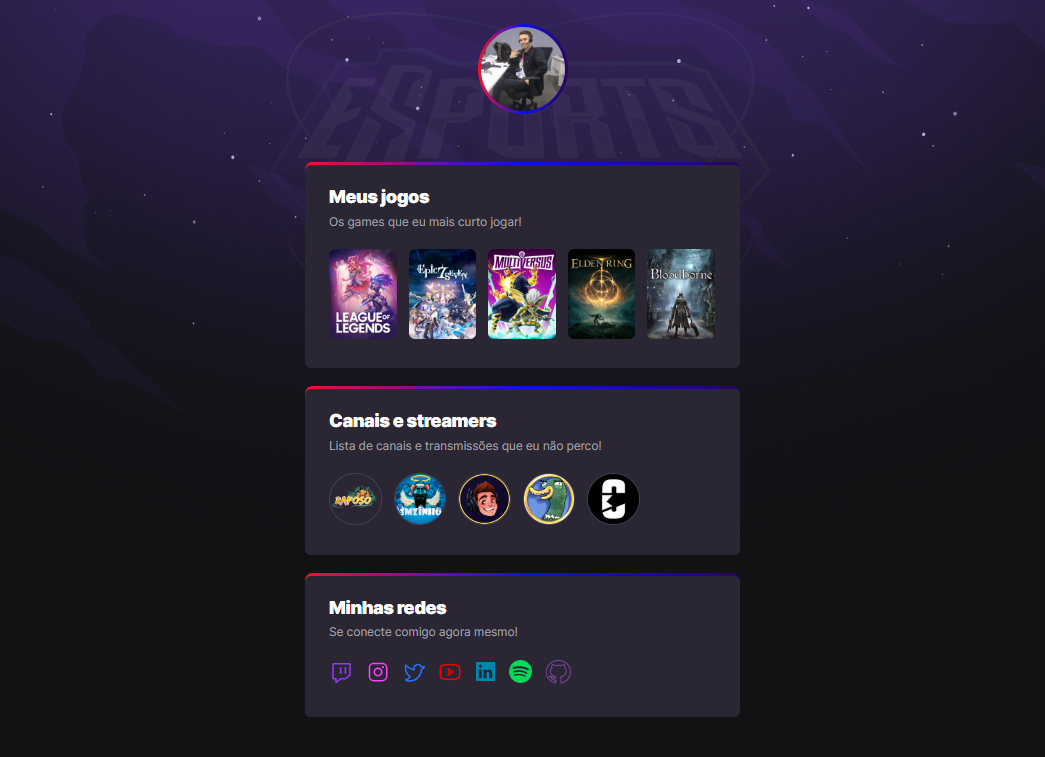 ESPORTS
Meus jogos
Os games que eu mais curto jogar!
LEAGUE OF
LEGENDS
Epic Seven
MULTIVERSUS
ELDEN RING
Bloodborne
Canais e streamers
Lista de canais e transmissões que eu não perco!
RAPOSO
Minhas redes
Se conecte comigo agora mesmo!
in